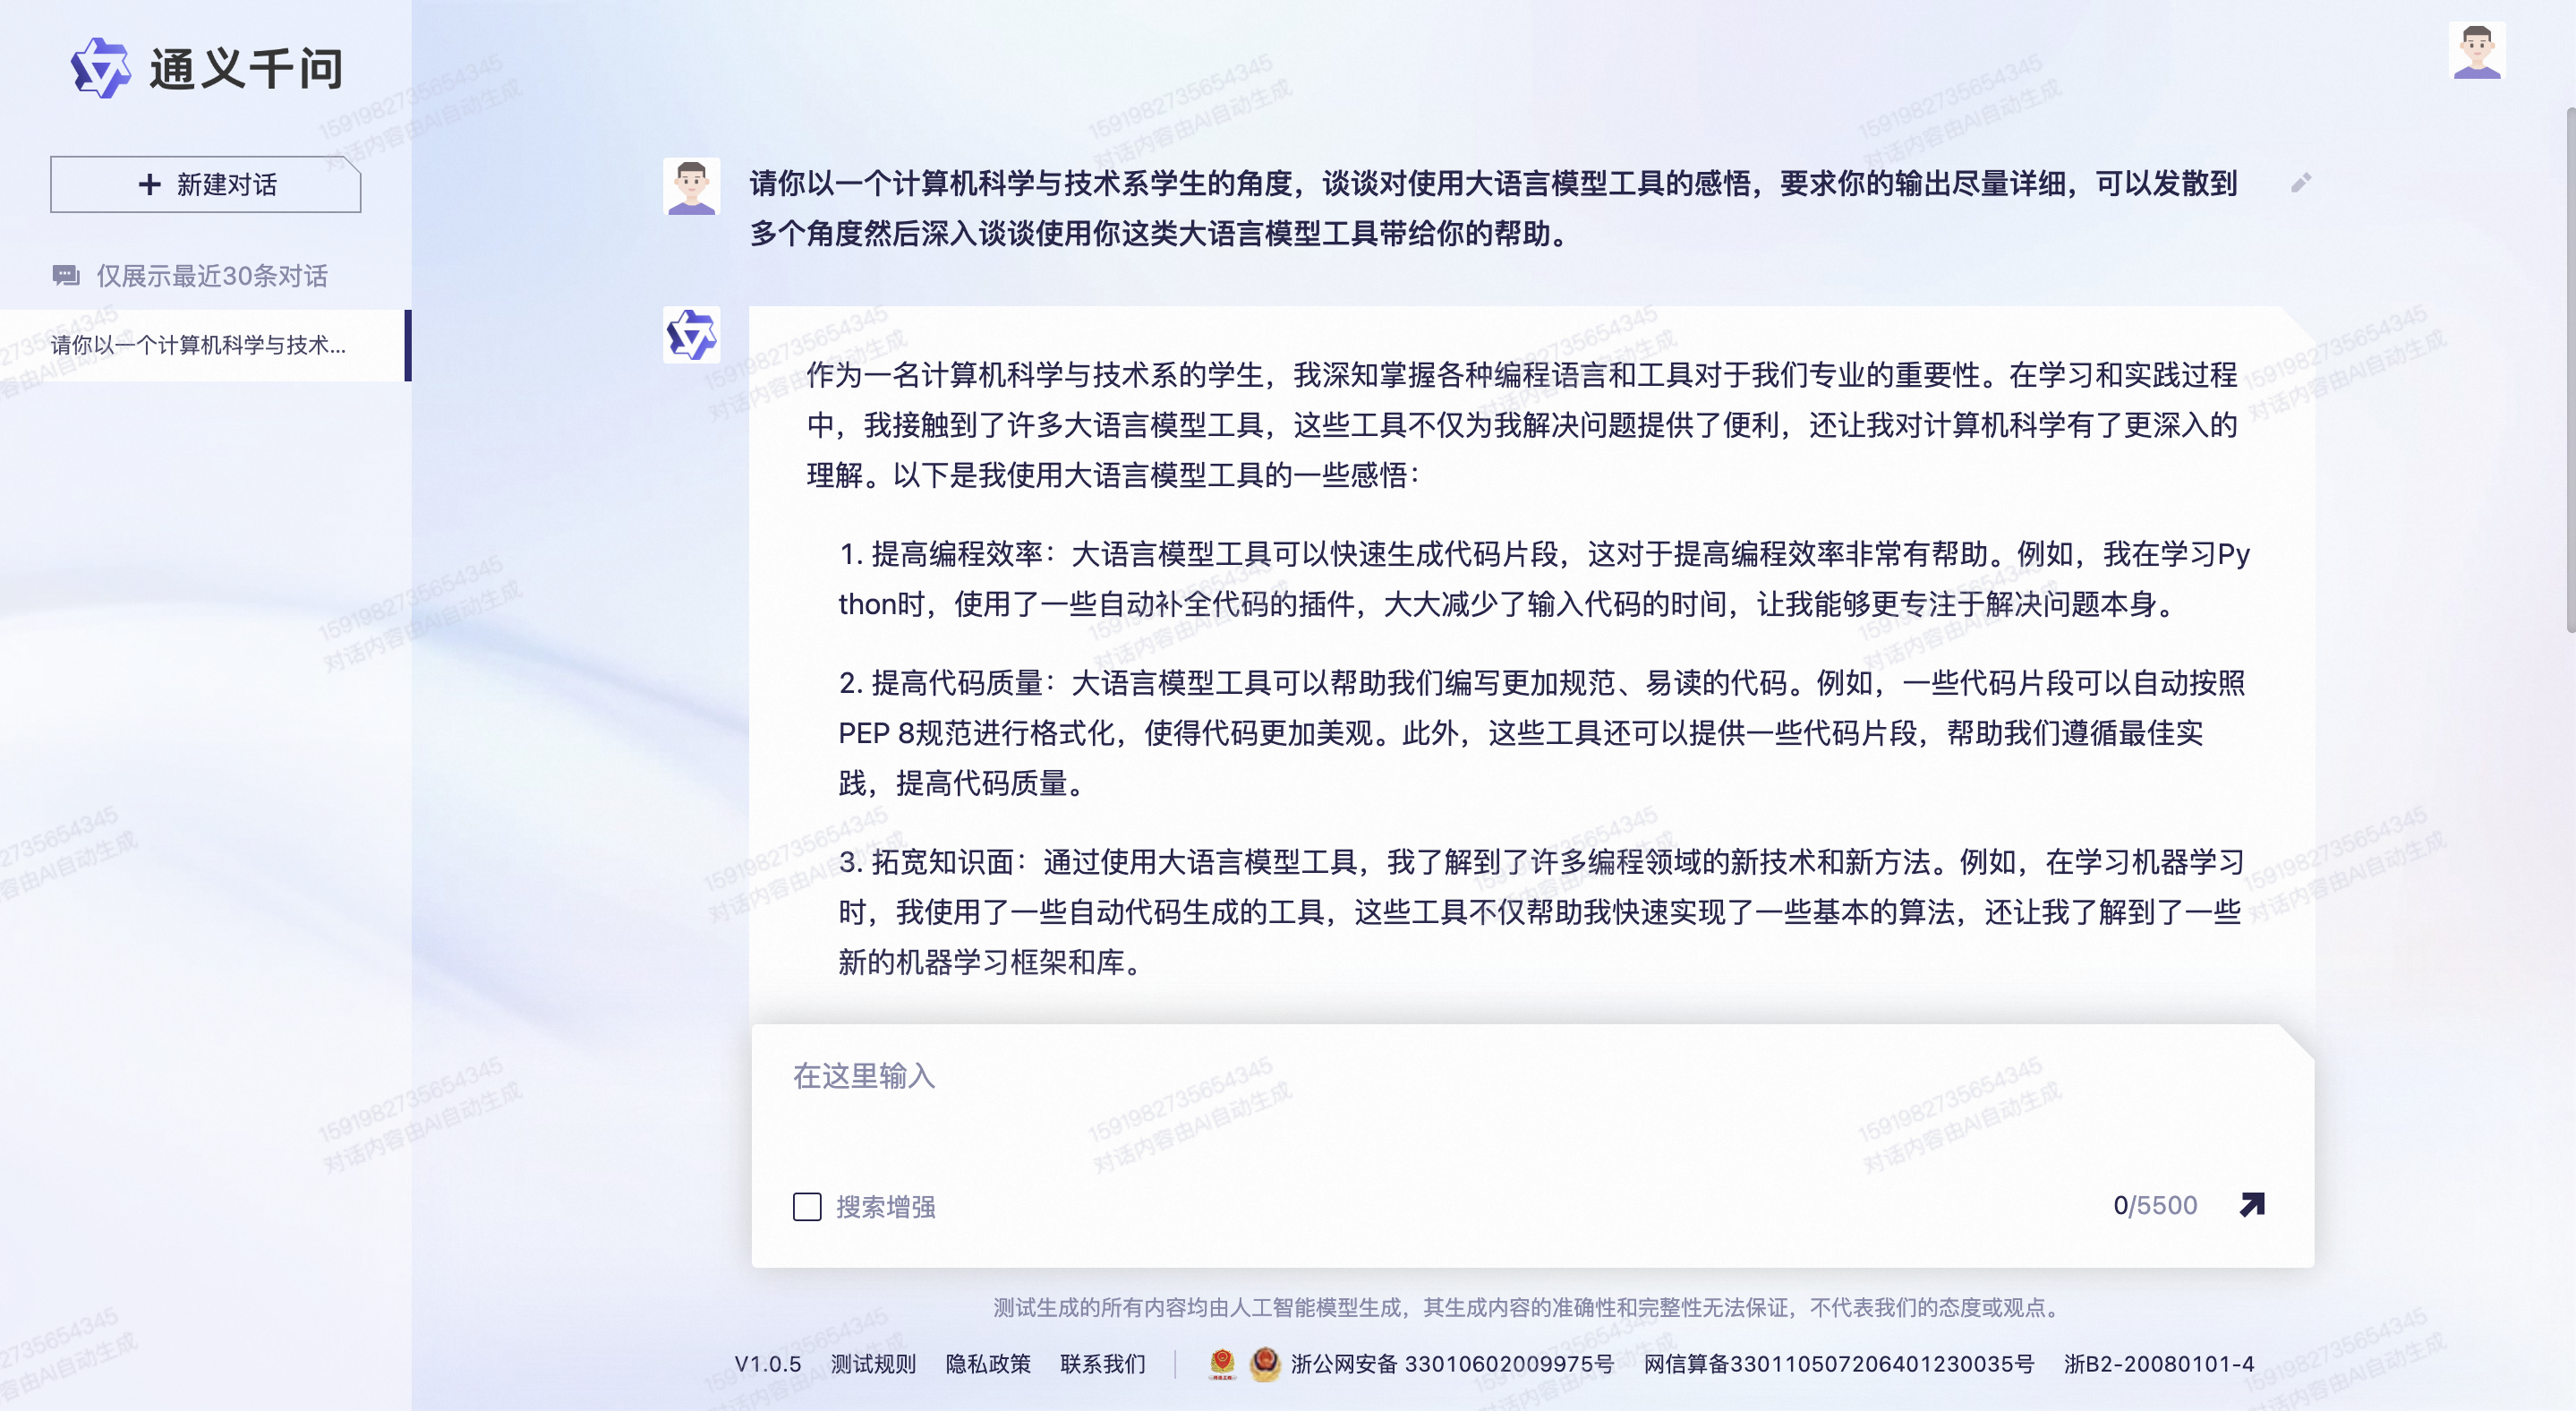 通义千问
新建对话
仅展示最近30条对话
请你以一个计算机科学与技术...
请你以一个计算机科学与技术系学生的角度，谈谈对使用大语言模型工具的感悟，要求你的输出尽量详细，可以发散到
多个角度然后深入谈谈使用你这类大语言模型工具带给你的帮助。
作为一名计算机科学与技术系的学生，我深知掌握各种编程语言和工具对于我们专业的重要性。在学习和实践过程
中，我接触到了许多大语言模型工具，这些工具不仅为我解决问题提供了便利，还让我对计算机科学有了更深入的
理解。以下是我使用大语言模型工具的一些感悟：
1. 提高编程效率：大语言模型工具可以快速生成代码片段，这对于提高编程效率非常有帮助。例如，我在学习Py
thon时，使用了一些自动补全代码的插件，大大减少了输入代码的时间，让我能够更专注于解决问题本身。
2. 提高代码质量：大语言模型工具可以帮助我们编写更加规范、易读的代码。例如，一些代码片段可以自动按照
PEP 8规范进行格式化，使得代码更加美观。此外，这些工具还可以提供一些代码片段，帮助我们遵循最佳实
践，提高代码质量。
3. 拓宽知识面：通过使用大语言模型工具，我了解到了许多编程领域的新技术和新方法。例如，在学习机器学习
时，我使用了一些自动代码生成的工具，这些工具不仅帮助我快速实现了一些基本的算法，还让我了解到了一些
新的机器学习框架和库。
在这里输入
搜索增强
0/5500
测试生成的所有内容均由人工智能模型生成，其生成内容的准确性和完整性无法保证，不代表我们的态度或观点。
V1.0.5 测试规则 隐私政策 联系我们 浙公网安备 33010602009975号 网信算备330110507206401230035号 浙B2-20080101-4
1591982735654345
对话内容由AI自动生成